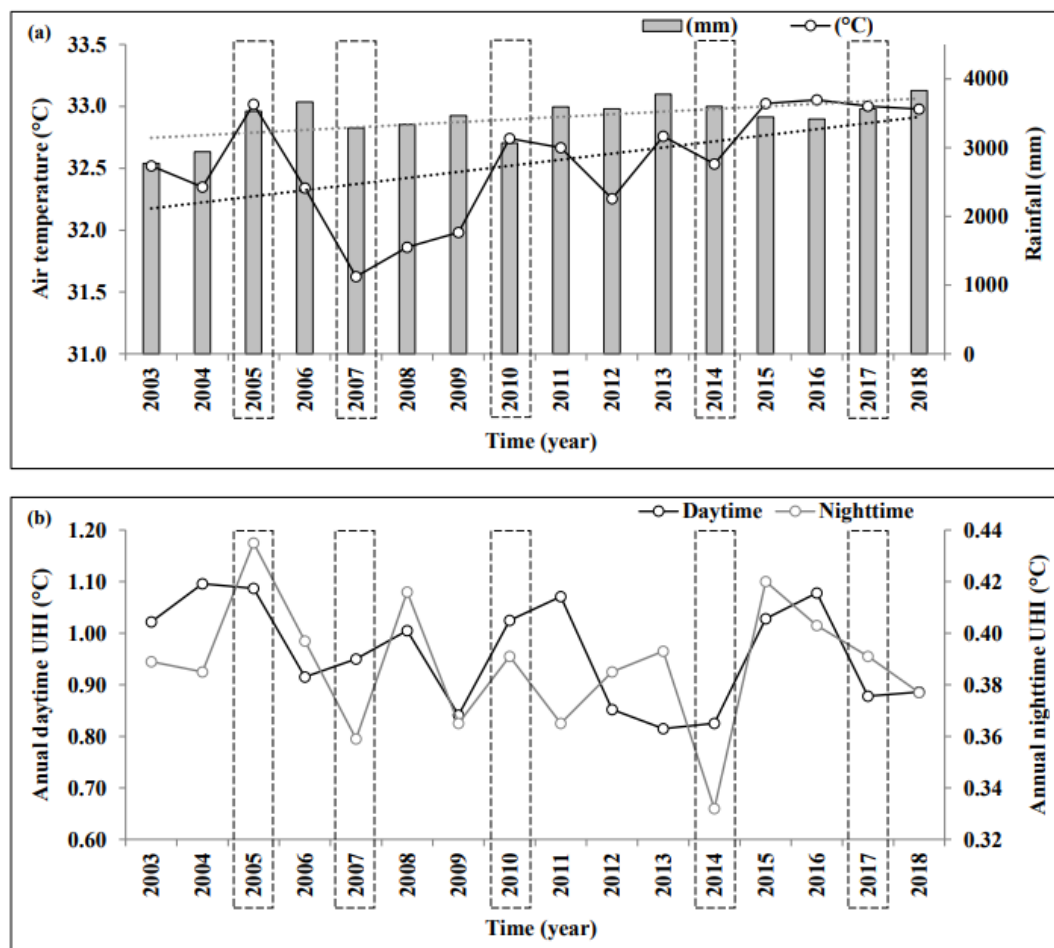 (a)
(mm) (°C)
33.5
33.0
32.5
32.0
31.5
31.0
Air temperature (°C)
4000
3000
2000
1000
0
Rainfall (mm)
2003 2004 2005 2006 2007 2008 2009 2010 2011 2012 2013 2014 2015 2016 2017 2018
Time (year)
(b)
Daytime Nighttime
1.20
1.10
1.00
0.90
0.80
0.70
0.60
Anual daytime UHI (°C)
0.44
0.42
0.40
0.38
0.36
0.34
0.32
Annual nighttime UHI (°C)
2003 2004 2005 2006 2007 2008 2009 2010 2011 2012 2013 2014 2015 2016 2017 2018
Time (year)